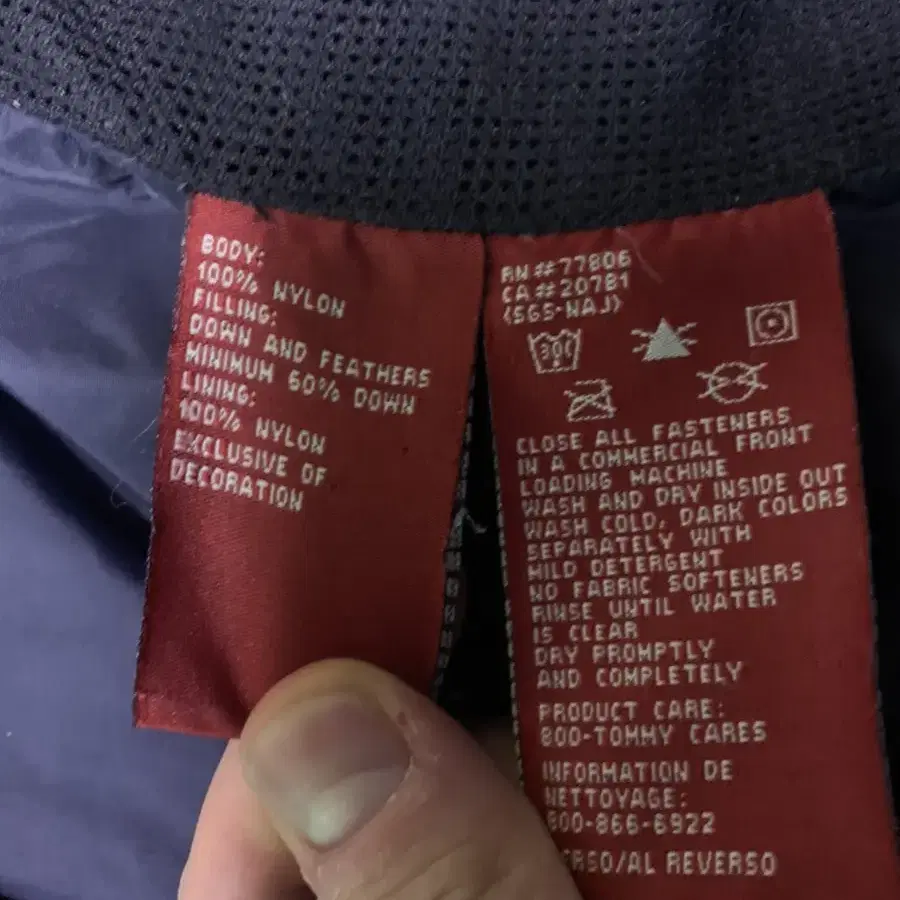 BODY:
100% NYLON
FILLING:
DOWN AND FEATHERS
MINIMUM 60% DOWN
LINING:
100% NYLON
EXCLUSIVE OF
DECORATION
RN#77806
CA#20781
(565-NAJ)
30C
CLOSE ALL FASTENERS
IN A COMMERCIAL FRONT
LOADING MACHINE
WASH AND DRY INSIDE OUT
WASH COLD, DARK COLORS
SEPARATELY WITH
MILD DETERGENT
NO FABRIC SOFTENERS
RINSE UNTIL WATER
IS CLEAR
DRY PROMPTLY
AND COMPLETELY
PRODUCT CARE:
800-TOMMY CARES
INFORMATION DE
NETTOYAGE:
800-866-6922
ERSO/AL REVERSO